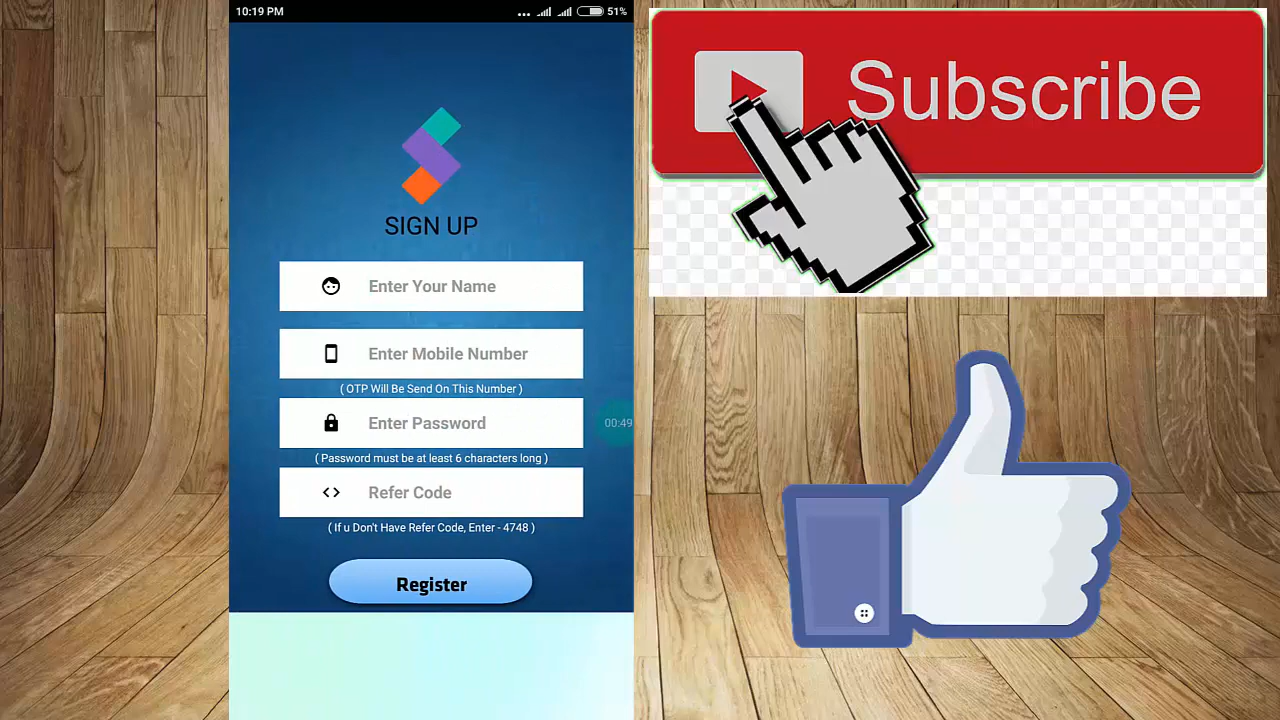 10:19 PM
51%
Subscribe
SIGN UP
Enter Your Name
Enter Mobile Number
( OTP Will Be Send On This Number )
Enter Password
00:49
( Password must be at least 6 characters long )
Refer Code
( If u Don't Have Refer Code, Enter - 4748 )
Register